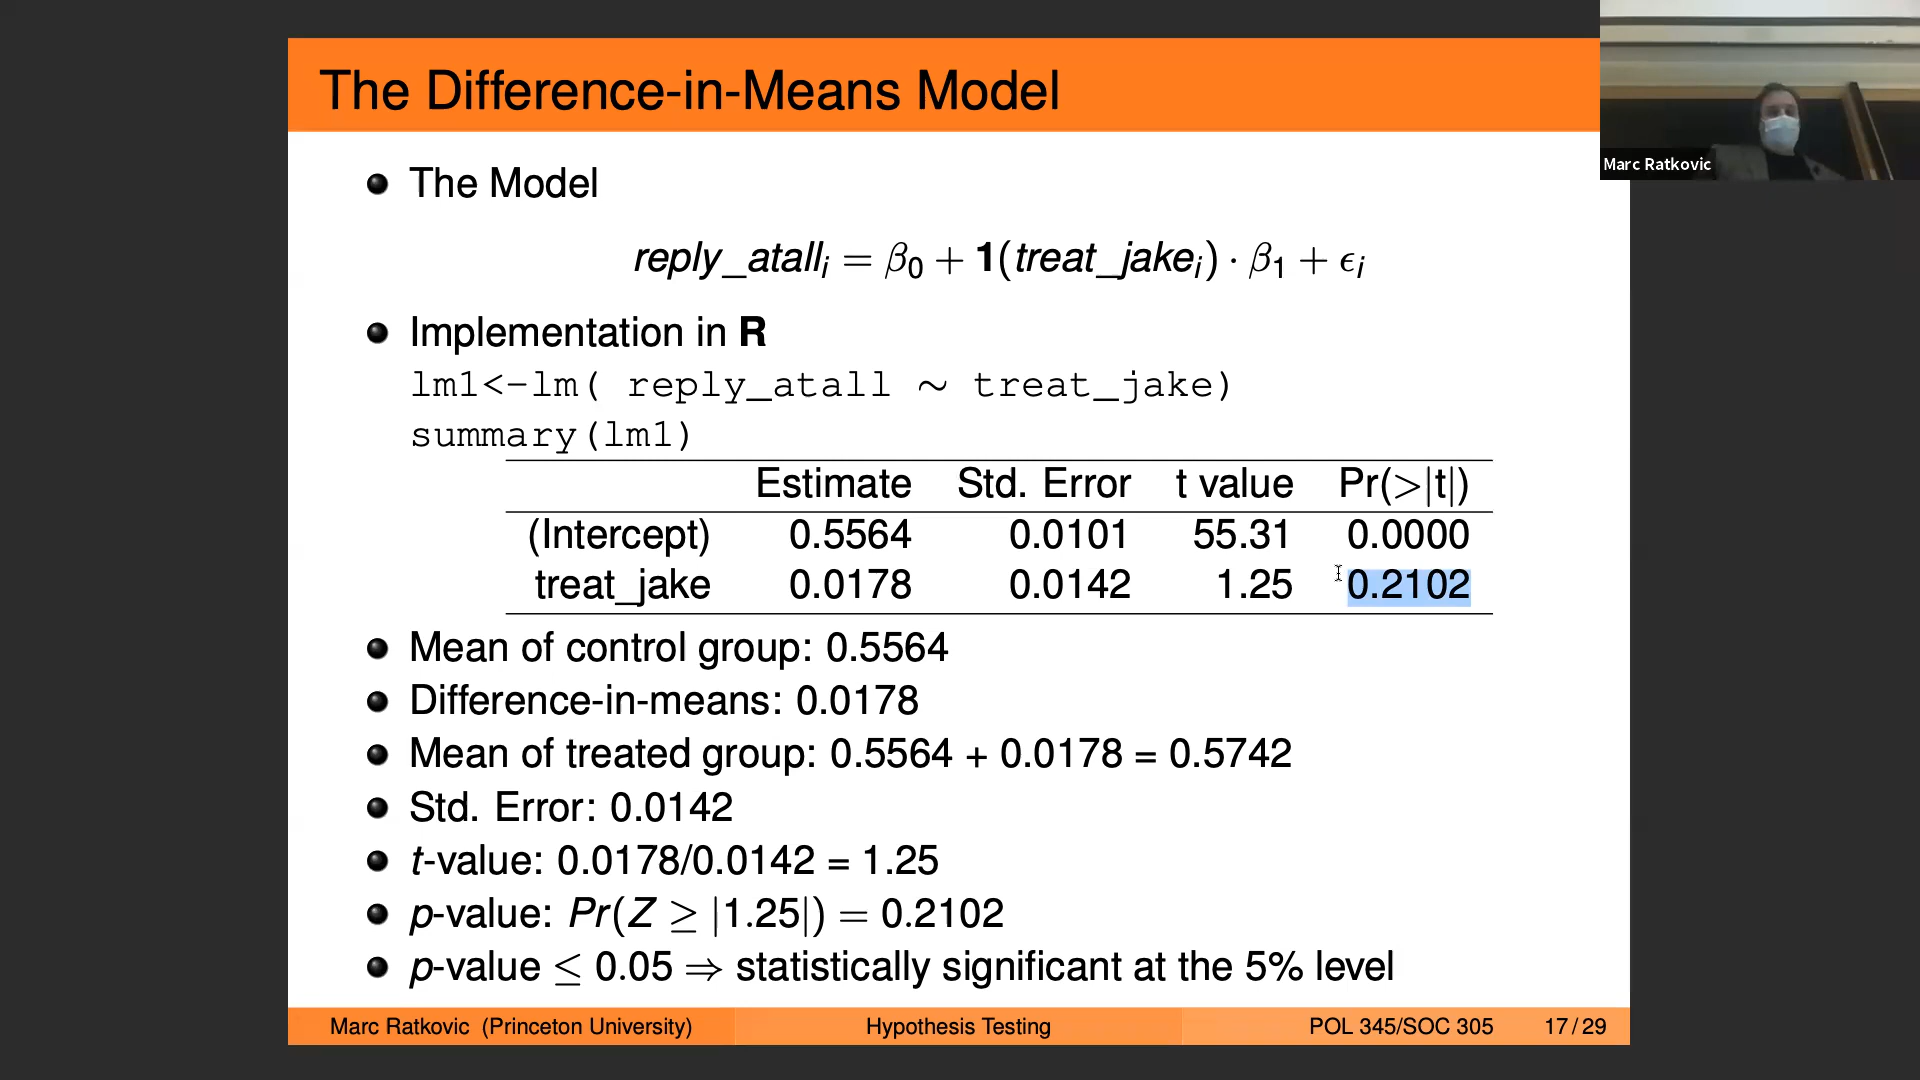 The Difference-in-Means Model
Marc Ratkovic
● The Model
reply_atallᵢ = β₀ + 1(treat_jakeᵢ) · β₁ + ϵᵢ
● Implementation in R
lm1<-lm( reply_atall ∼ treat_jake)
summary(lm1)
Estimate Std. Error t value Pr(>|t|)
(Intercept) 0.5564 0.0101 55.31 0.0000
treat_jake 0.0178 0.0142 1.25 0.2102
● Mean of control group: 0.5564
● Difference-in-means: 0.0178
● Mean of treated group: 0.5564 + 0.0178 = 0.5742
● Std. Error: 0.0142
● t-value: 0.0178/0.0142 = 1.25
● p-value: Pr(Z ≥ |1.25|) = 0.2102
● p-value ≤ 0.05 ⇒ statistically significant at the 5% level
Marc Ratkovic (Princeton University) Hypothesis Testing POL 345/SOC 305 17 / 29